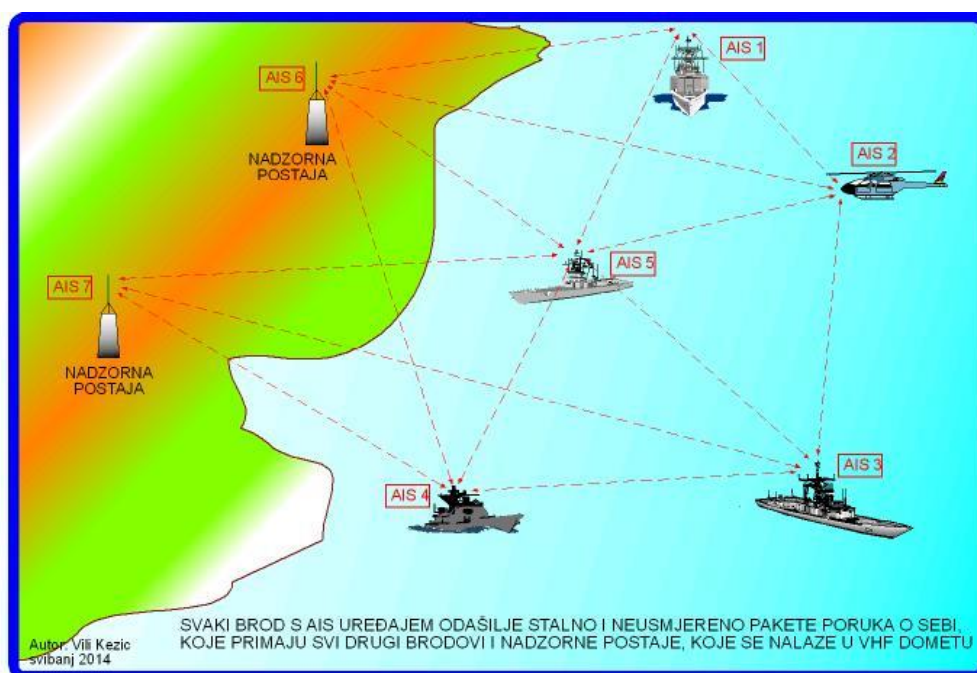 AIS 1
AIS 6
AIS 2
NADZORNA
POSTAJA
AIS 5
AIS 7
NADZORNA
POSTAJA
AIS 3
AIS 4
SVAKI BROD S AIS UREĐAJEM ODAŠILJE STALNO I NEUSMJERENO PAKETE PORUKA O SEBI,
KOJE PRIMAJU SVI DRUGI BRODOVI I NADZORNE POSTAJE, KOJE SE NALAZE U VHF DOMETU
Autor: Vili Kezic
svibanj 2014